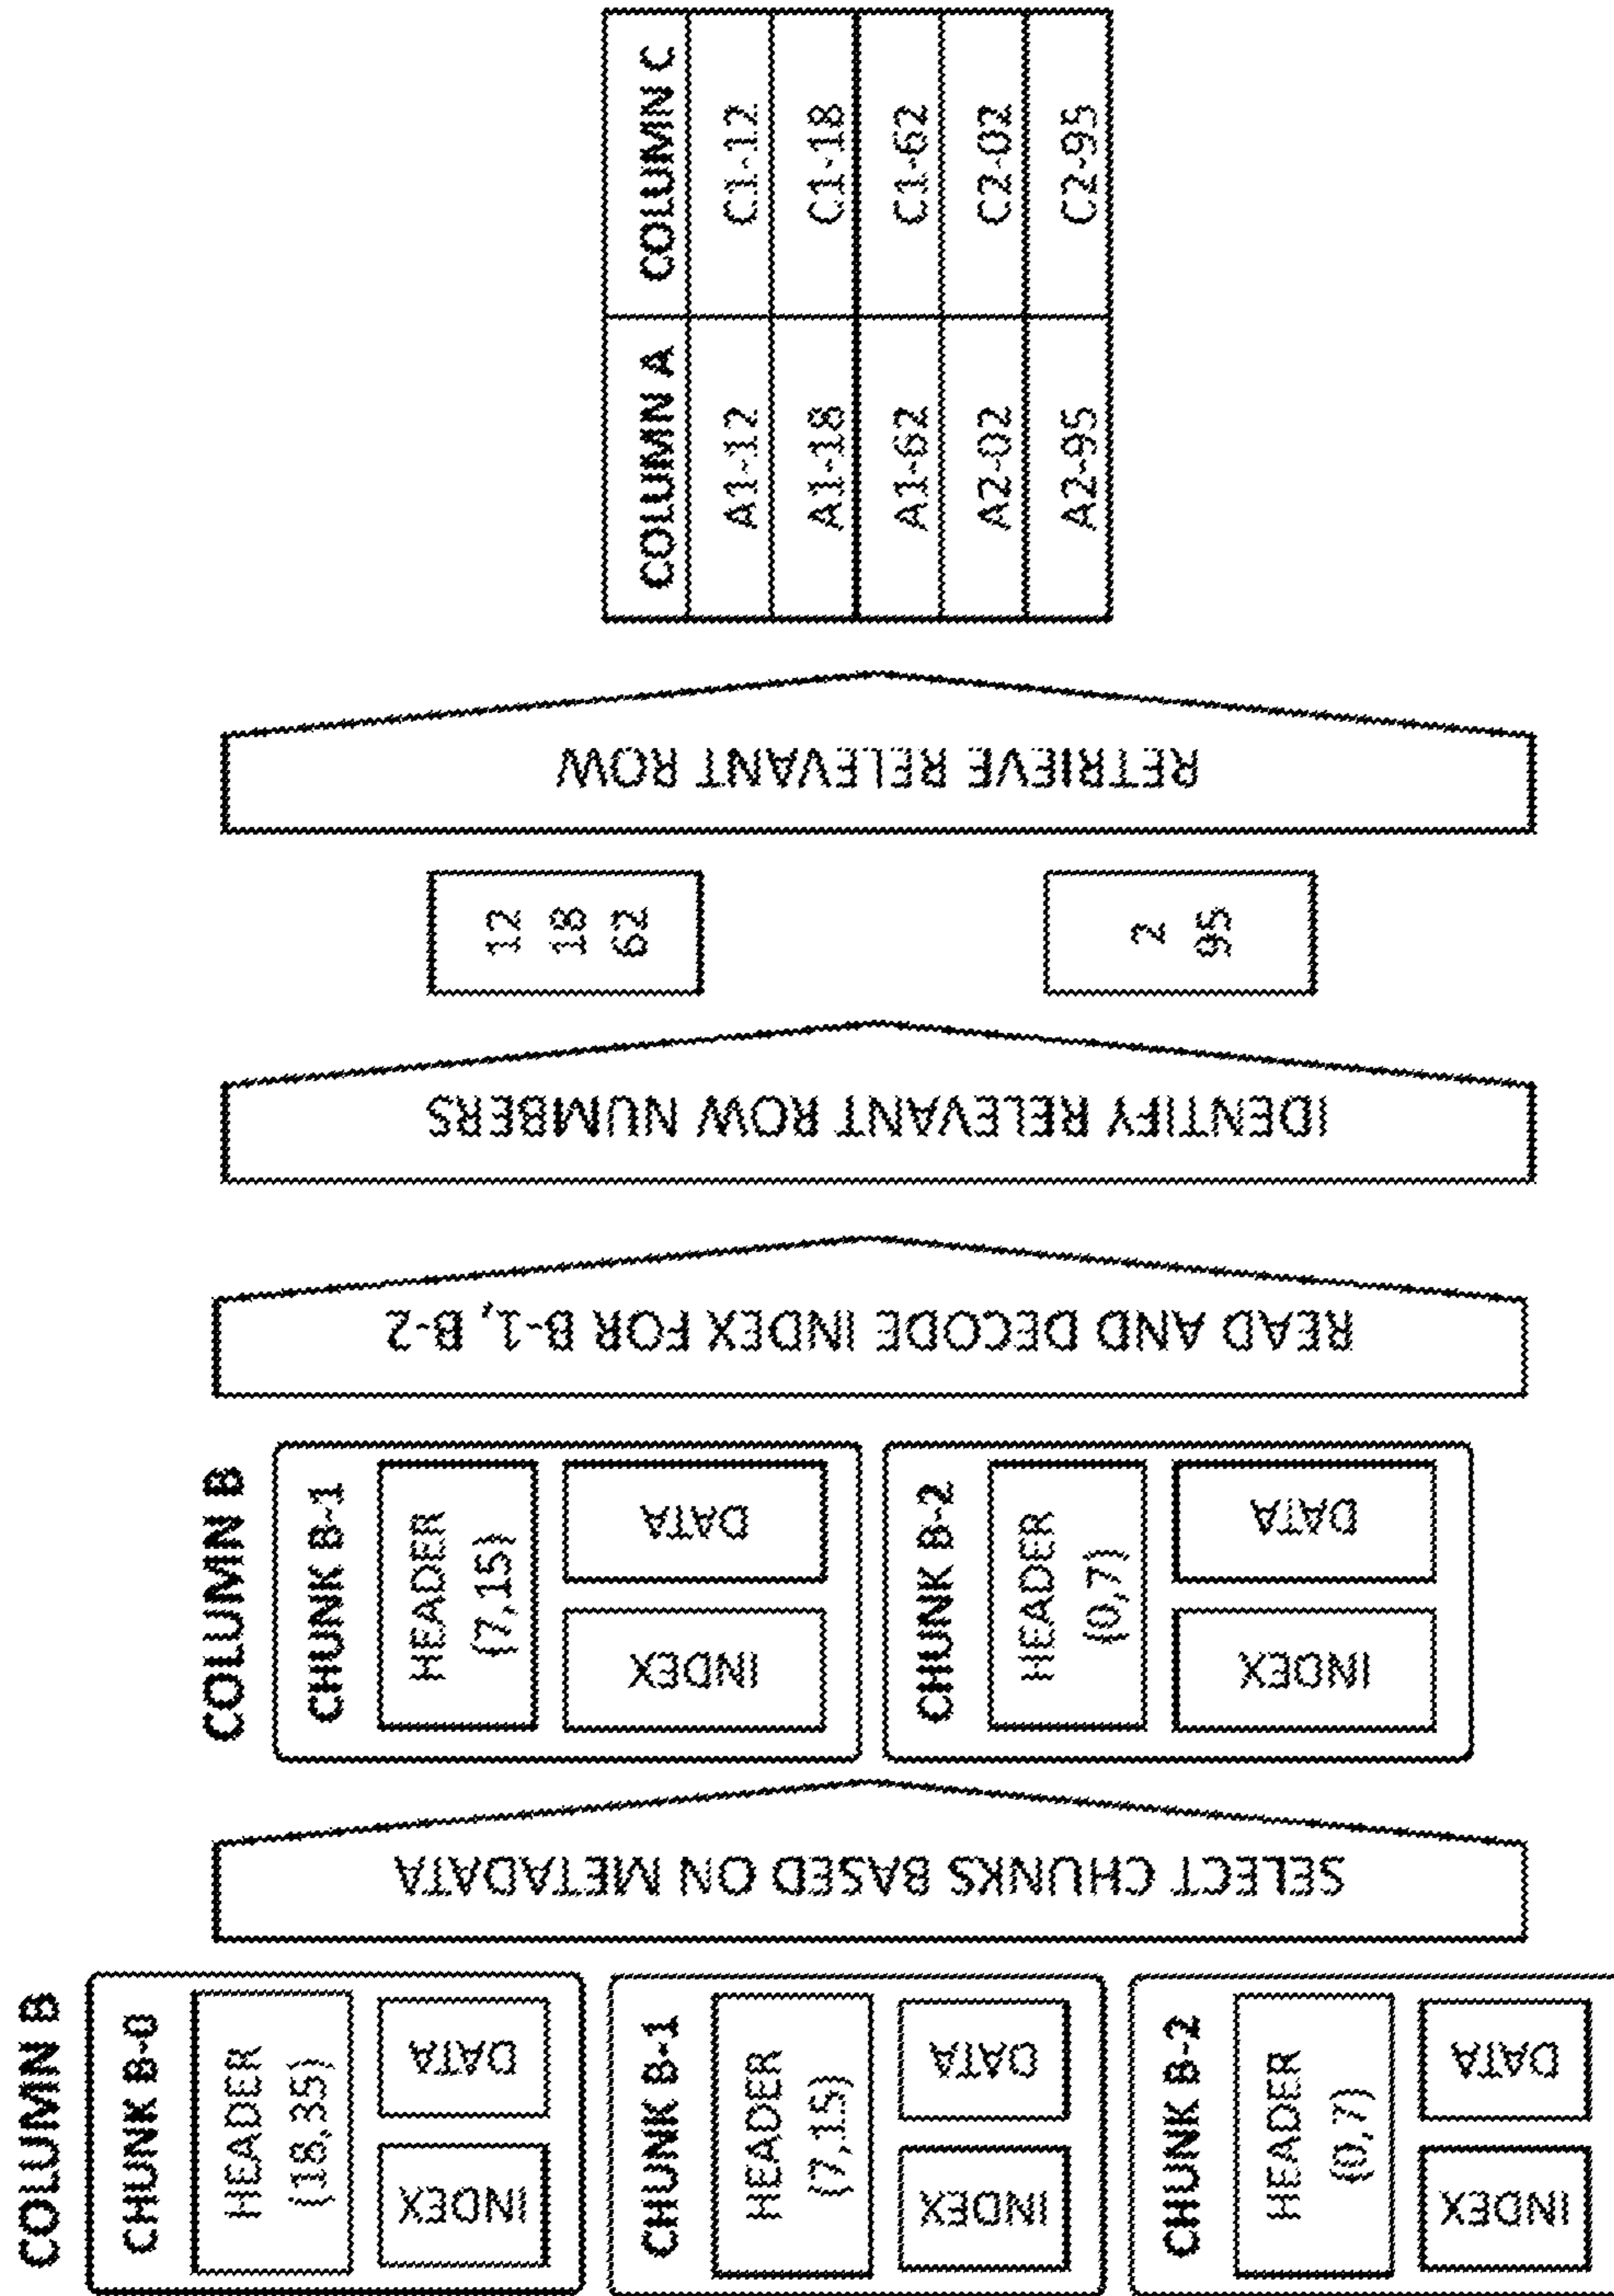 COLUMN B
CHUNK B-0
HEADER
(18,35)
INDEX
DATA
CHUNK B-1
HEADER
(7,15)
INDEX
DATA
CHUNK B-2
HEADER
(0,7)
INDEX
DATA
SELECT CHUNKS BASED ON METADATA
COLUMN B
CHUNK B-1
HEADER
(7,15)
INDEX
DATA
CHUNK B-2
HEADER
(0,7)
INDEX
DATA
READ AND DECODE INDEX FOR B-1, B-2
IDENTIFY RELEVANT ROW NUMBERS
12
18
62
2
95
RETRIEVE RELEVANT ROW
COLUMN A COLUMN C
A1-12 C1-12
A1-18 C1-18
A1-62 C1-62
A2-02 C2-02
A2-95 C2-95